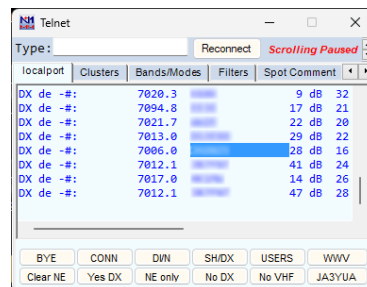 Telnet
Type: Reconnect Scrolling Paused
localport Clusters Bands/Modes Filters Spot Comment
DX de -#: 7020.3 9 dB 32
DX de -#: 7094.8 17 dB 21
DX de -#: 7021.7 22 dB 20
DX de -#: 7013.0 29 dB 22
DX de -#: 7006.0 28 dB 16
DX de -#: 7012.1 41 dB 24
DX de -#: 7017.0 14 dB 26
DX de -#: 7012.1 47 dB 28
BYE CONN DI/N SH/DX USERS WWV
Clear NE Yes DX NE only No DX No VHF JA3YUA